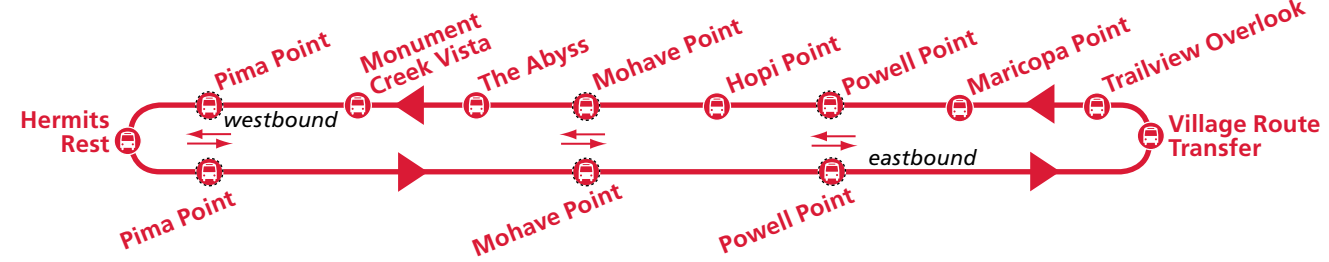 Pima Point
Monument
Creek Vista
The Abyss
Mohave Point
Hopi Point
Powell Point
Maricopa Point
Trailview Overlook
Hermits
Rest
westbound
eastbound
Village Route
Transfer
Pima Point
Mohave Point
Powell Point